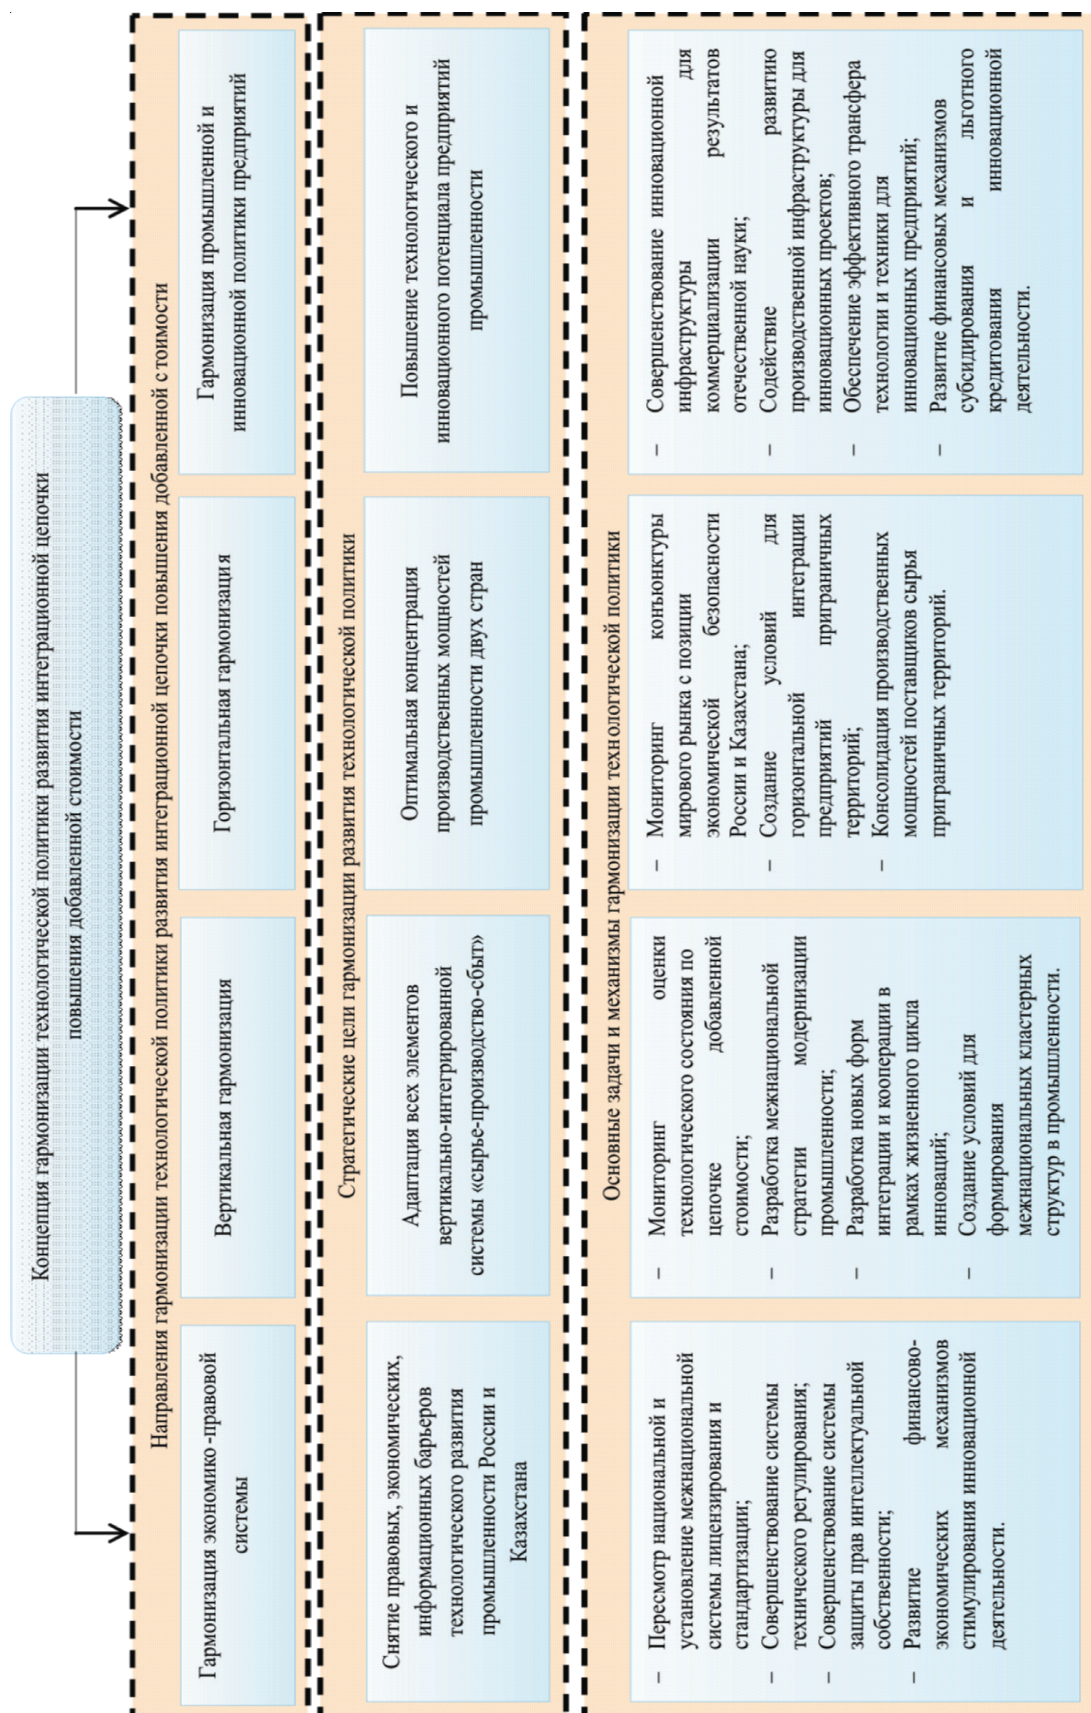 Концепция гармонизации технологической политики развития интеграционной цепочки
повышения добавленной стоимости
Направления гармонизации технологической политики развития интеграционной цепочки повышения добавленной стоимости
Гармонизация экономико-правовой
системы
Вертикальная гармонизация
Горизонтальная гармонизация
Гармонизация промышленной и
инновационной политики предприятий
Стратегические цели гармонизации развития технологической политики
Снятие правовых, экономических,
информационных барьеров
технологического развития
промышленности России и
Казахстана
Адаптация всех элементов
вертикально-интегрированной
системы «сырье-производство-сбыт»
Оптимальная концентрация
производственных мощностей
промышленности двух стран
Повышение технологического и
инновационного потенциала предприятий
промышленности
Основные задачи и механизмы гармонизации технологической политики
– Пересмотр национальной и
установление межнациональной
системы лицензирования и
стандартизации;
– Совершенствование системы
технического регулирования;
– Совершенствование системы
защиты прав интеллектуальной
собственности;
– Развитие финансово-
экономических механизмов
стимулирования инновационной
деятельности.
– Мониторинг оценки
технологического состояния по
цепочке добавленной
стоимости;
– Разработка межнациональной
стратегии модернизации
промышленности;
– Разработка новых форм
интеграции и кооперации в
рамках жизненного цикла
инноваций;
– Создание условий для
формирования
межнациональных кластерных
структур в промышленности.
– Мониторинг конъюнктуры
мирового рынка с позиции
экономической безопасности
России и Казахстана;
– Создание условий для
горизонтальной интеграции
предприятий приграничных
территорий;
– Консолидация производственных
мощностей поставщиков сырья
приграничных территорий.
– Совершенствование инновационной
инфраструктуры для
коммерциализации результатов
отечественной науки;
– Содействие развитию
производственной инфраструктуры для
инновационных проектов;
– Обеспечение эффективного трансфера
технологии и техники для
инновационных предприятий;
– Развитие финансовых механизмов
субсидирования и льготного
кредитования инновационной
деятельности.